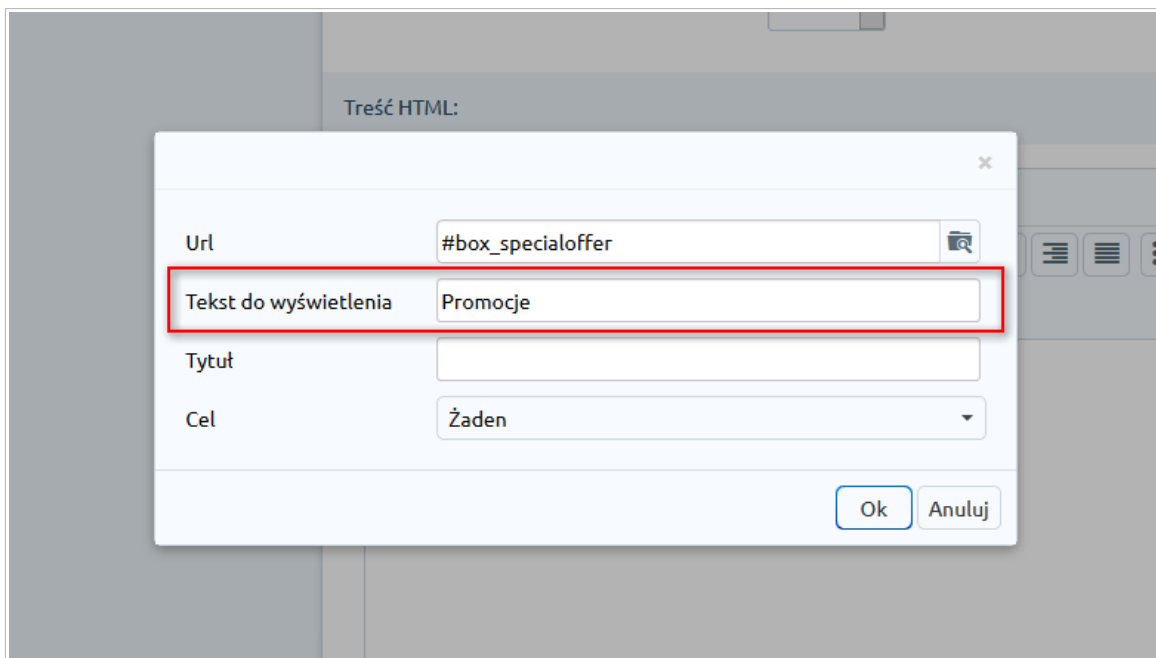 Treść HTML:
×
Url #box_specialoffer
Tekst do wyświetlenia Promocje
Tytuł
Cel Żaden
Ok Anuluj